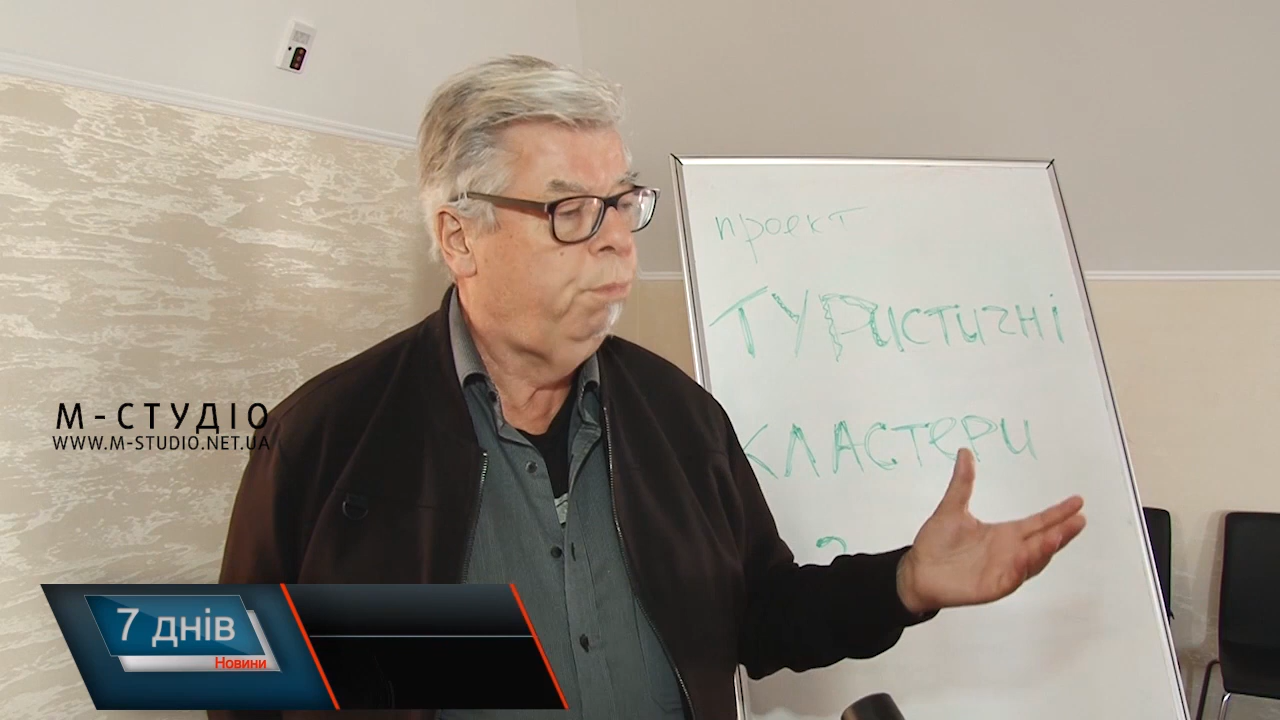 проект
ТУРистичні
кластери
М-СТУДІО
WWW.M-STUDIO.NET.UA
7 днів
Новини